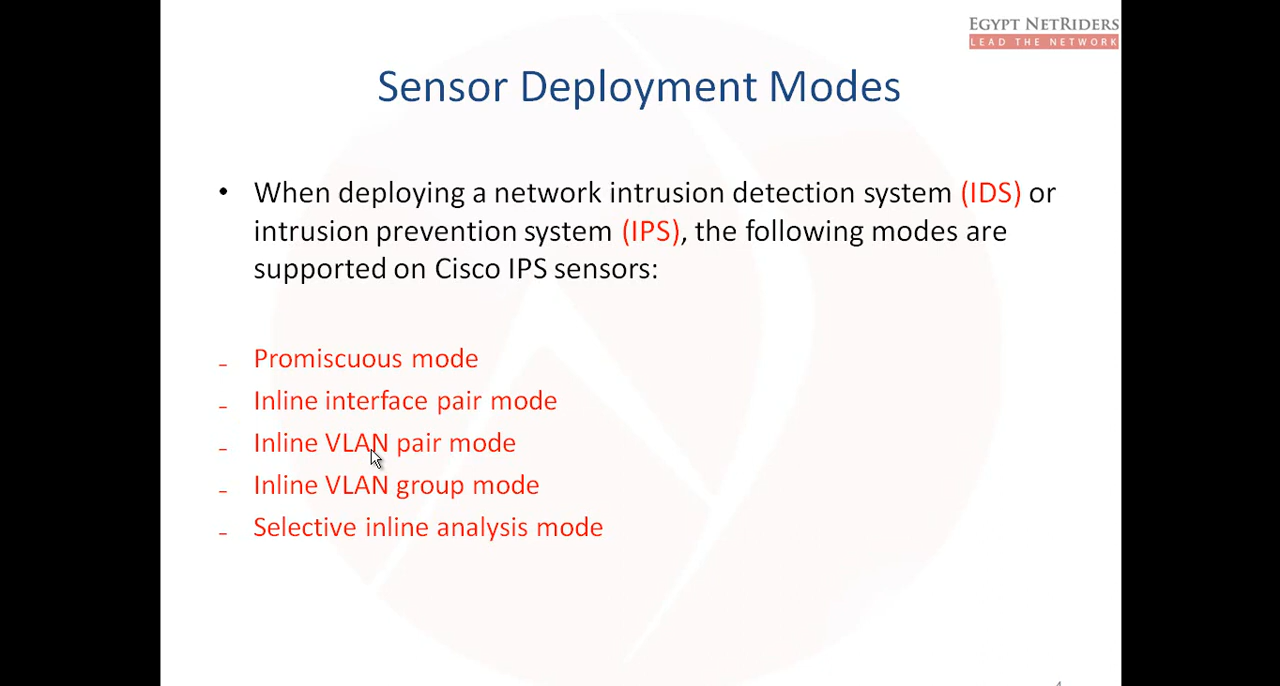 EGYPT NETRIDERS
LEAD THE NETWORK
Sensor Deployment Modes
• When deploying a network intrusion detection system (IDS) or
intrusion prevention system (IPS), the following modes are
supported on Cisco IPS sensors:
– Promiscuous mode
– Inline interface pair mode
– Inline VLAN pair mode
– Inline VLAN group mode
– Selective inline analysis mode